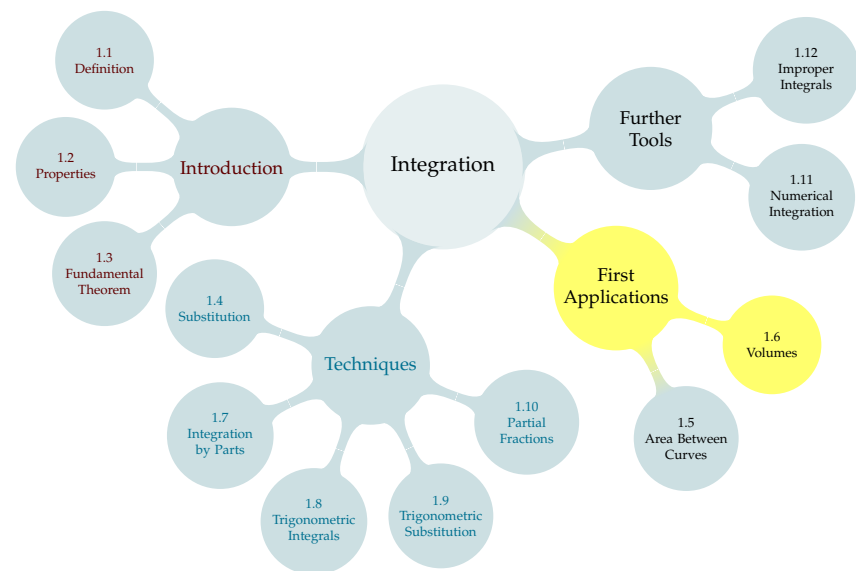 Integration
Introduction
1.1
Definition
1.2
Properties
1.3
Fundamental
Theorem
Techniques
1.4
Substitution
1.7
Integration
by Parts
1.8
Trigonometric
Integrals
1.9
Trigonometric
Substitution
1.10
Partial
Fractions
First
Applications
1.5
Area Between
Curves
1.6
Volumes
Further
Tools
1.11
Numerical
Integration
1.12
Improper
Integrals